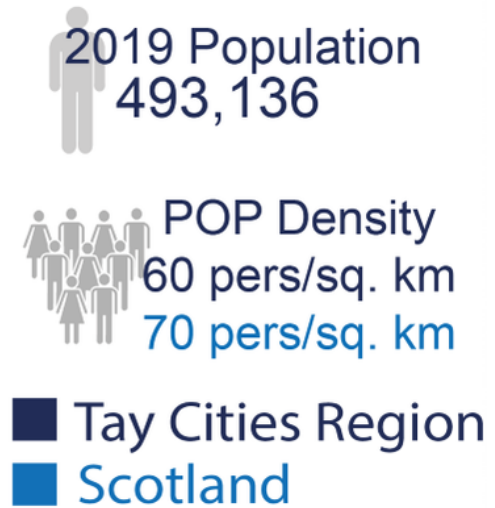 2019 Population
493,136
POP Density
60 pers/sq. km
70 pers/sq. km
Tay Cities Region
Scotland